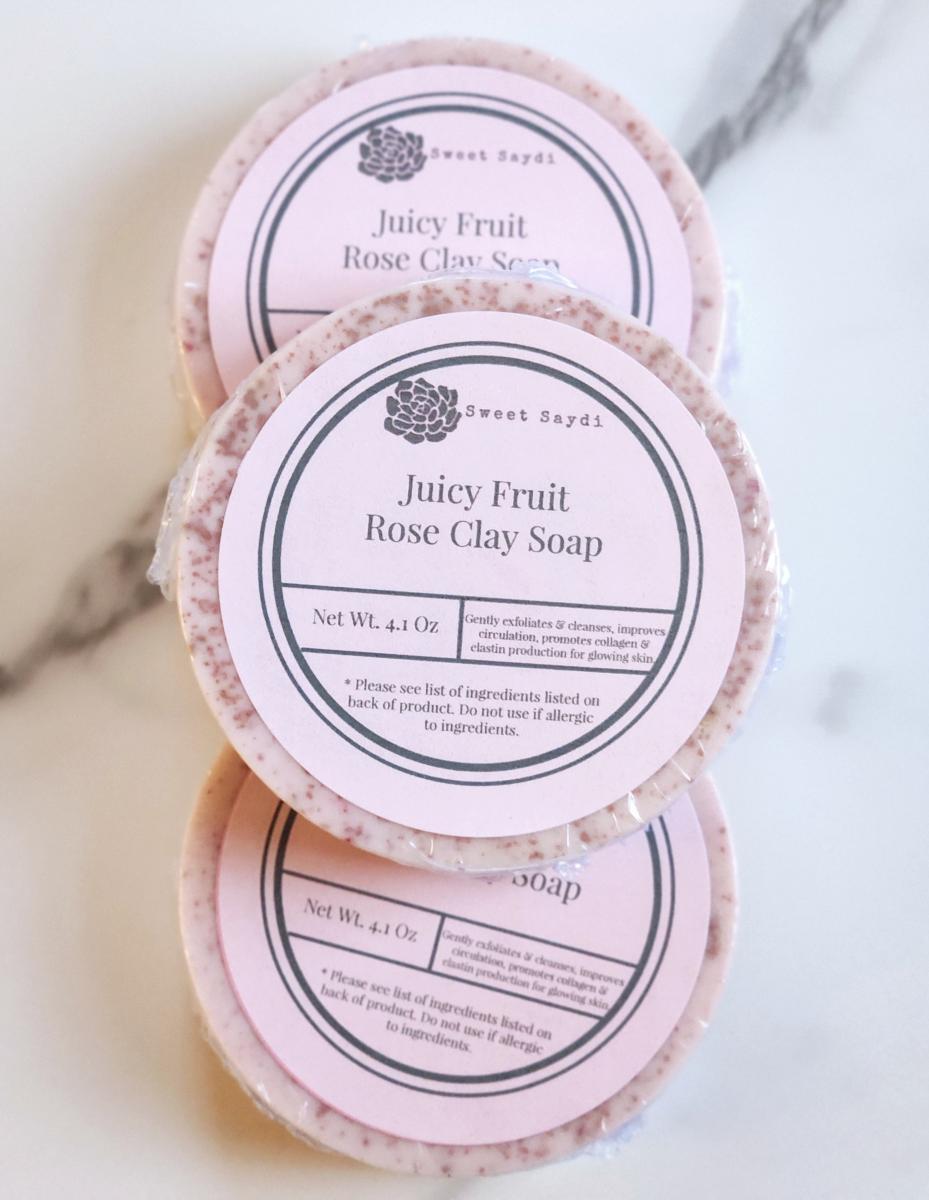 Sweet Saydi
Juicy Fruit
Rose Clay Soap
Sweet Saydi
Juicy Fruit
Rose Clay Soap
Net Wt. 4.1 Oz
Gently exfoliates & cleanses, improves
circulation, promotes collagen &
elastin production for glowing skin.
* Please see list of ingredients listed on
back of product. Do not use if allergic
to ingredients.
Soap
Net Wt. 4.1 Oz
Gently exfoliates & cleanses, improves
circulation, promotes collagen &
elastin production for glowing skin.
* Please see list of ingredients listed on
back of product. Do not use if allergic
to ingredients.